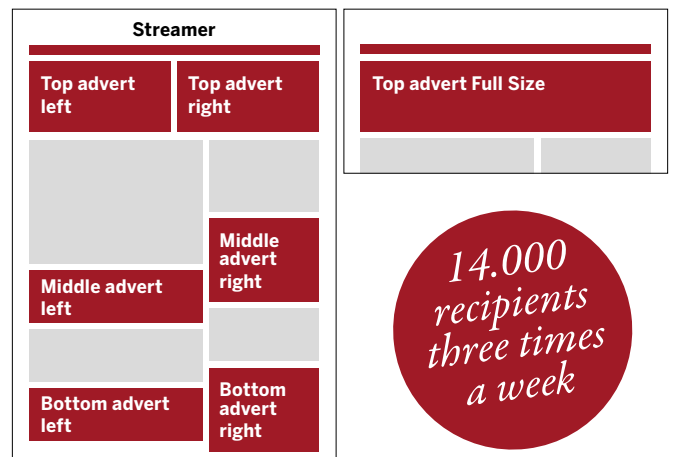 Streamer
Top advert
left
Top advert
right
Middle advert
left
Bottom advert
left
Middle
advert
right
Bottom
advert
right
Top advert Full Size
14.000
recipients
three times
a week